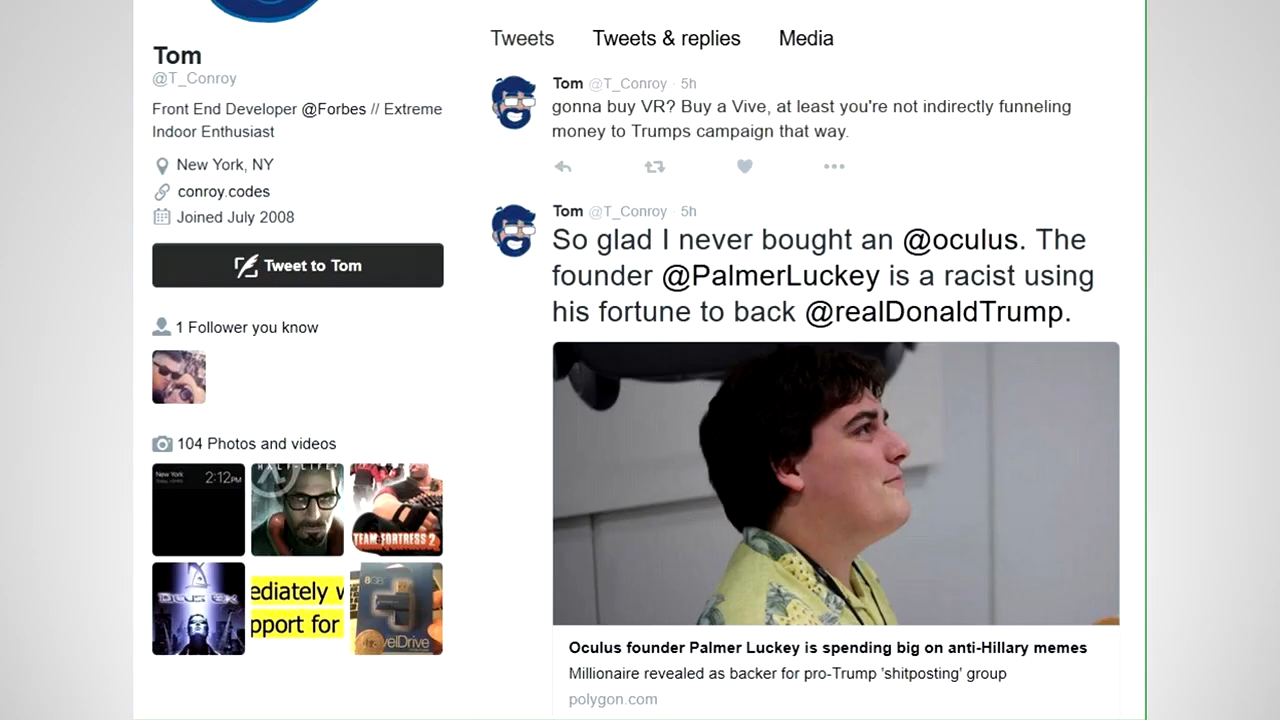 Tom
@T_Conroy
Front End Developer @Forbes // Extreme
Indoor Enthusiast
New York, NY
conroy.codes
Joined July 2008
Tweet to Tom
1 Follower you know
104 Photos and videos
New York
2:12PM
HALF-LIFE
TEAM FORTRESS 2
DEUS EX
ediately w
pport for
8GB
velDrive
Tweets Tweets & replies Media
Tom @T_Conroy · 5h
gonna buy VR? Buy a Vive, at least you're not indirectly funneling
money to Trumps campaign that way.
Tom @T_Conroy · 5h
So glad I never bought an @oculus. The
founder @PalmerLuckey is a racist using
his fortune to back @realDonaldTrump.
Oculus founder Palmer Luckey is spending big on anti-Hillary memes
Millionaire revealed as backer for pro-Trump 'shitposting' group
polygon.com